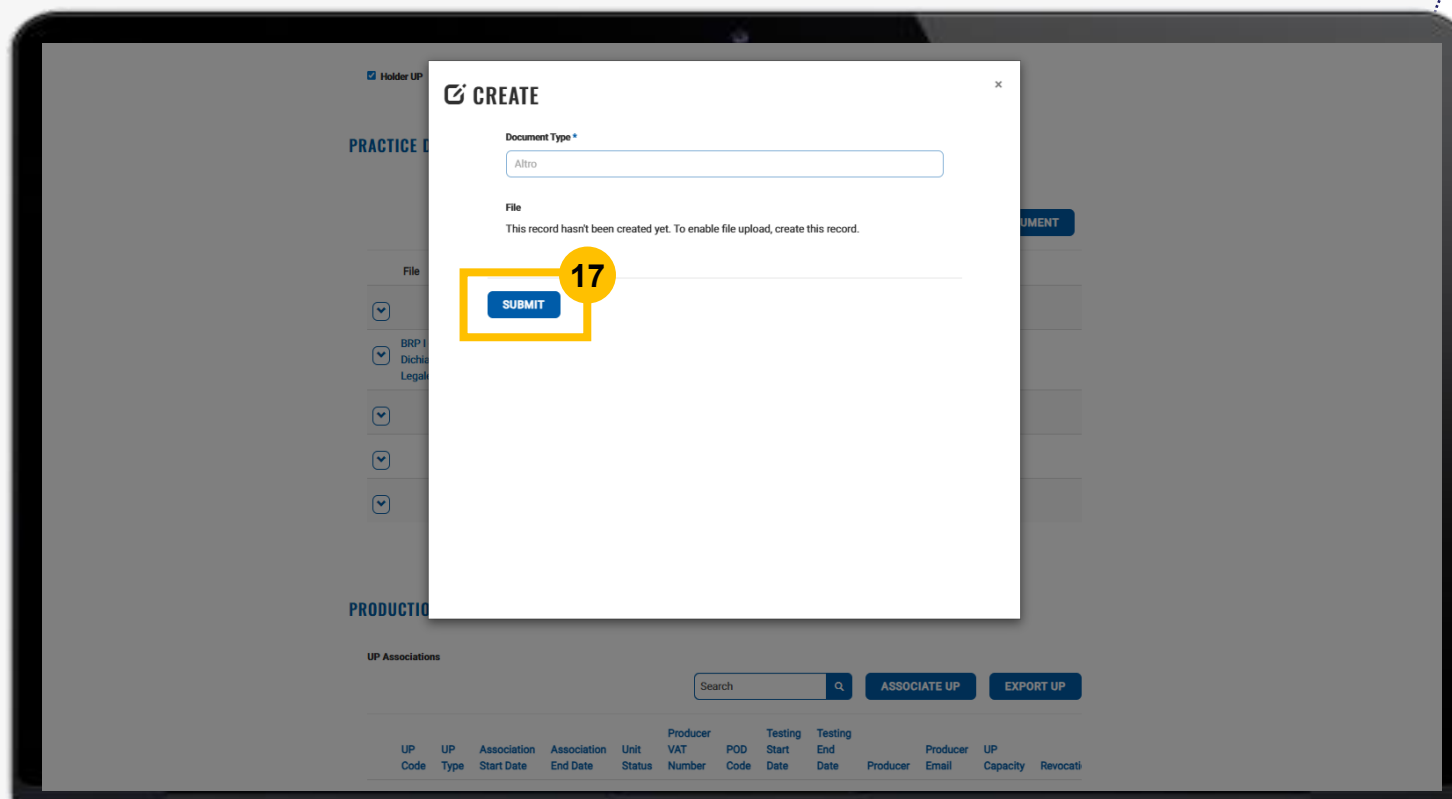 Holder UP
CREATE
×
PRACTICE D
Document Type *
Altro
File
This record hasn't been created yet. To enable file upload, create this record.
UMENT
File
17
SUBMIT
BRP I
Dichia
Legale
PRODUCTIO
UP Associations
Search
ASSOCIATE UP
EXPORT UP
UP Code
UP Type
Association Start Date
Association End Date
Unit Status
Producer VAT Number
POD Code
Testing Start Date
Testing End Date
Producer
Producer Email
UP Capacity
Revocati